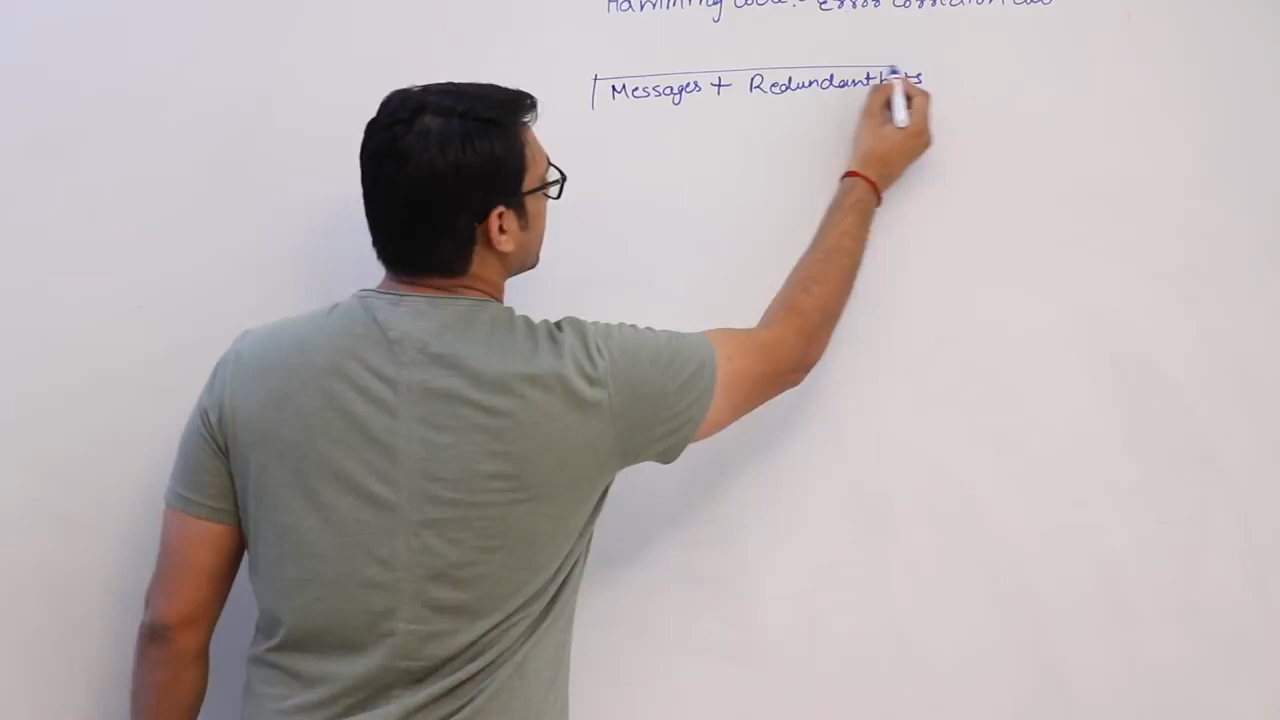 Hamming code:- Error correction code
Messages + Redundant bits